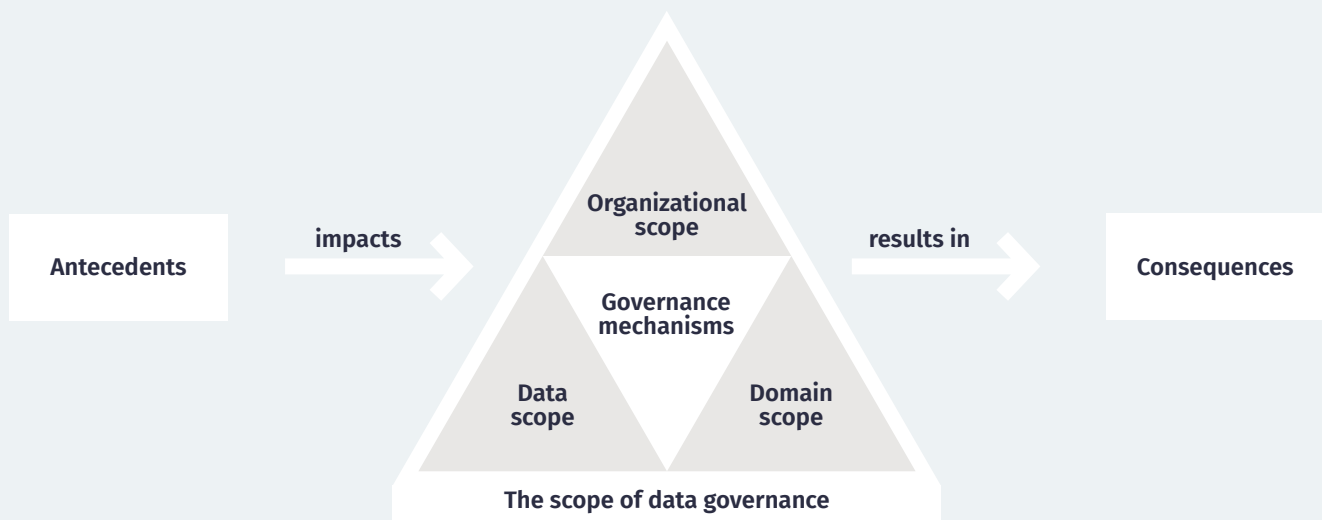 Organizational
scope
Antecedents
impacts
Governance
mechanisms
results in
Consequences
Data
scope
Domain
scope
The scope of data governance